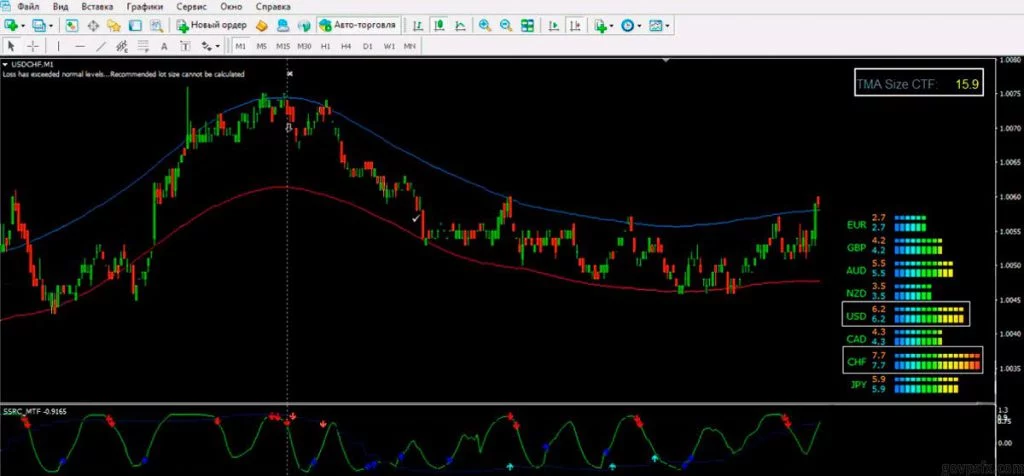 Файл Вид Вставка Графики Сервис Окно Справка
Новый ордер Авто-торговля
A T M1 M5 M15 M30 H1 H4 D1 W1 MN
USDCHF,M1
Loss has exceeded normal levels...Recommended lot size cannot be calculated
TMA Size CTF: 15.9
1.0080
1.0075
1.0070
1.0065
1.0060
1.0055
1.0050
1.0045
1.0040
1.0035
EUR 2.7 2.7
GBP 4.2 4.2
AUD 5.5 5.5
NZD 3.5 3.5
USD 6.2 6.2
CAD 4.3 4.3
CHF 7.7 7.7
JPY 5.9 5.9
SSRC_MTF -0.9165
1.3
0.75
0.00
govpsfx.com